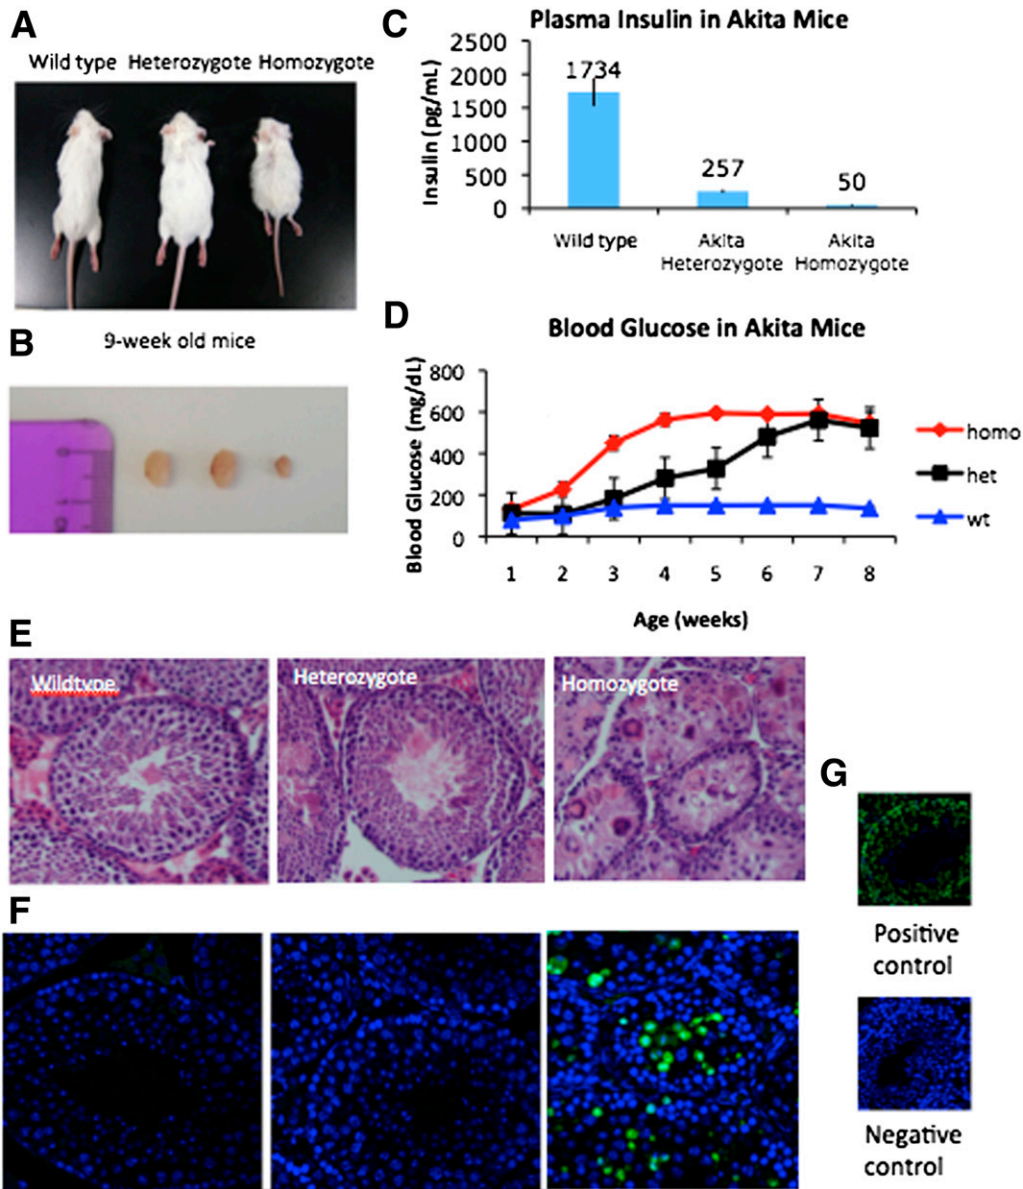 A
Wild type Heterozygote Homozygote
B
9-week old mice
C
Plasma Insulin in Akita Mice
Insulin (pg/mL)
2500
2000
1500
1000
500
0
1734
257
50
Wild type
Akita
Heterozygote
Akita
Homozygote
D
Blood Glucose in Akita Mice
Blood Glucose (mg/dL)
800
600
400
200
0
1 2 3 4 5 6 7 8
Age (weeks)
homo
het
wt
E
Wildtype
Heterozygote
Homozygote
F
G
Positive
control
Negative
control